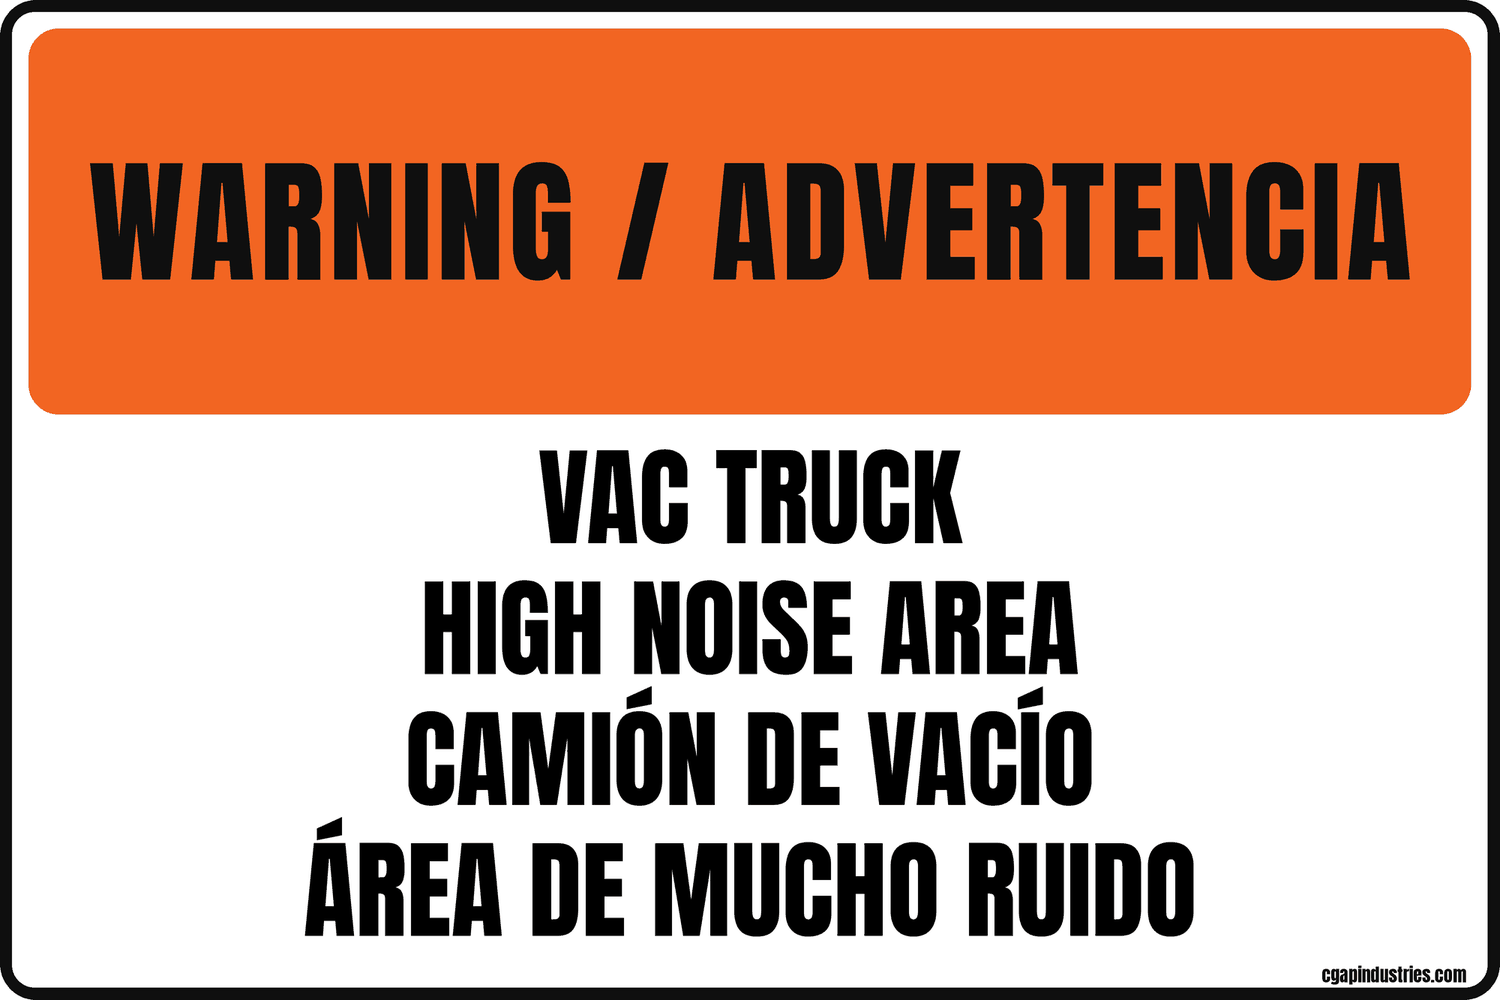 WARNING / ADVERTENCIA
VAC TRUCK
HIGH NOISE AREA
CAMIÓN DE VACÍO
ÁREA DE MUCHO RUIDO
cgapindustries.com